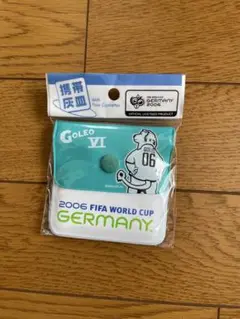 携帯
灰皿
FIFA WORLD CUP
GERMANY
2006
OFFICIAL LICENSED PRODUCT
GOLEO
VI
06
2006 FIFA WORLD CUP
GERMANY